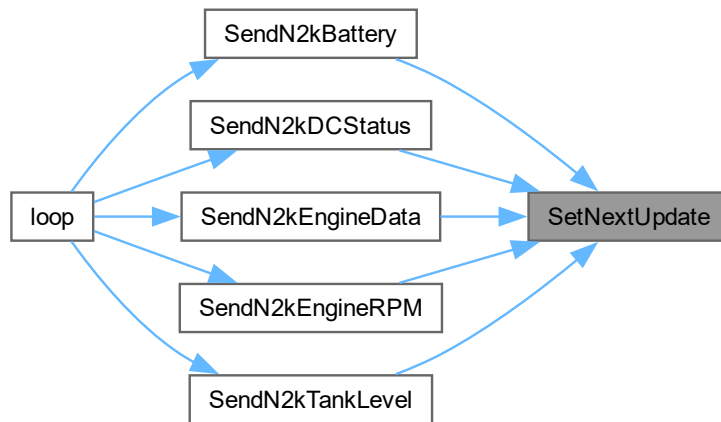 SendN2kBattery
SendN2kDCStatus
loop
SendN2kEngineData
SetNextUpdate
SendN2kEngineRPM
SendN2kTankLevel